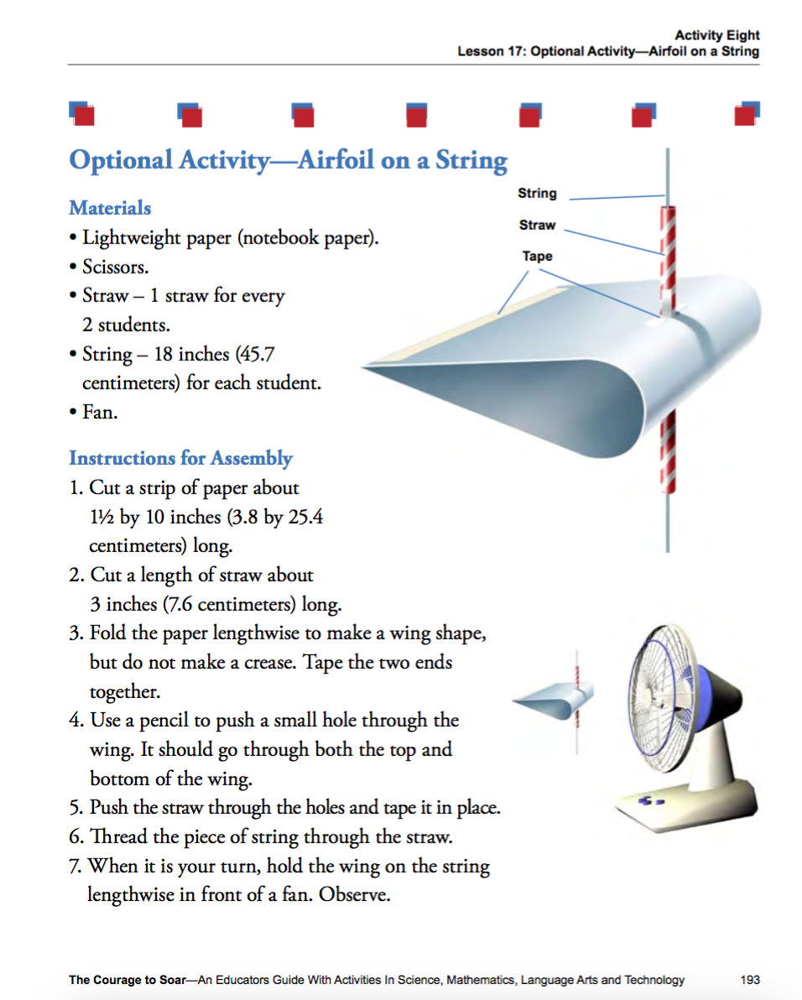 Activity Eight
Lesson 17: Optional Activity—Airfoil on a String
Optional Activity—Airfoil on a String
Materials
• Lightweight paper (notebook paper).
• Scissors.
• Straw – 1 straw for every
2 students.
• String – 18 inches (45.7
centimeters) for each student.
• Fan.
String
Straw
Tape
Instructions for Assembly
1. Cut a strip of paper about
1½ by 10 inches (3.8 by 25.4
centimeters) long.
2. Cut a length of straw about
3 inches (7.6 centimeters) long.
3. Fold the paper lengthwise to make a wing shape,
but do not make a crease. Tape the two ends
together.
4. Use a pencil to push a small hole through the
wing. It should go through both the top and
bottom of the wing.
5. Push the straw through the holes and tape it in place.
6. Thread the piece of string through the straw.
7. When it is your turn, hold the wing on the string
lengthwise in front of a fan. Observe.
The Courage to Soar—An Educators Guide With Activities In Science, Mathematics, Language Arts and Technology 193